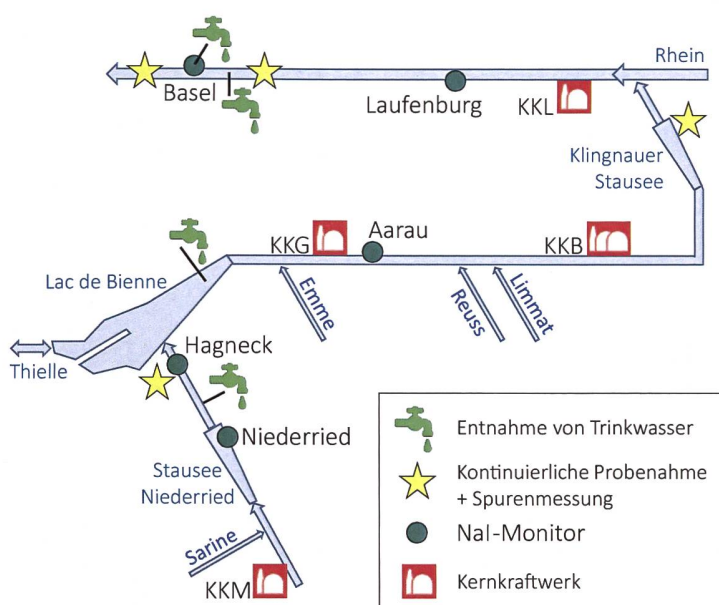 Rhein
Basel
Laufenburg
KKL
Klingnauer
Stausee
KKG
Aarau
KKB
Lac de Bienne
Emme
Reuss
Limmat
Thielle
Hagneck
Niederried
Stausee
Niederried
Sarine
KKM
Entnahme von Trinkwasser
Kontinuierliche Probenahme
+ Spurenmessung
NaI-Monitor
Kernkraftwerk